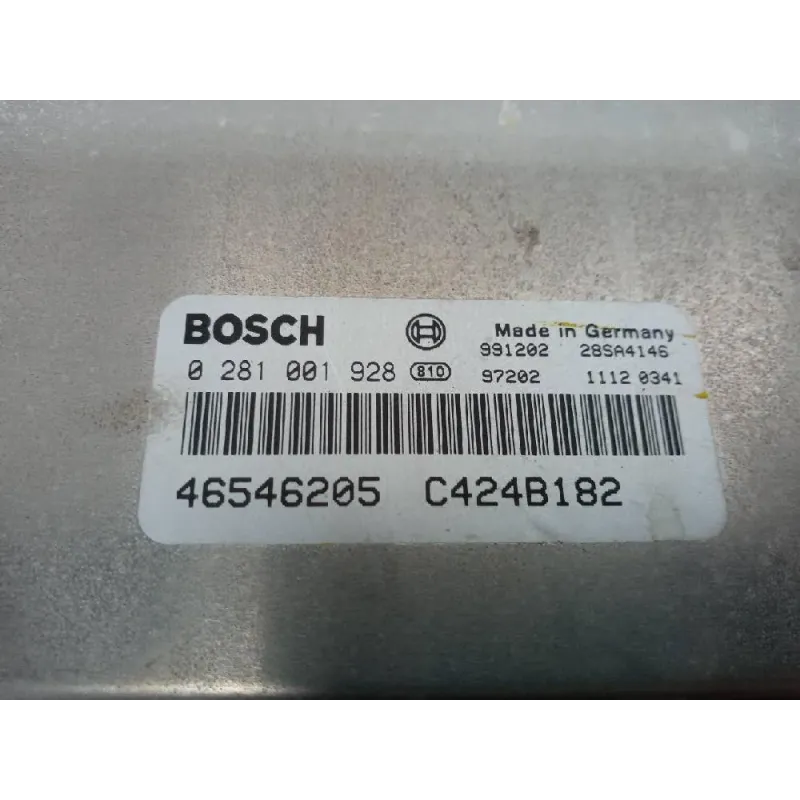 BOSCH Made in Germany
991202 28SA4146
0 281 001 928 810 97202 1112 0341
46546205 C424B182